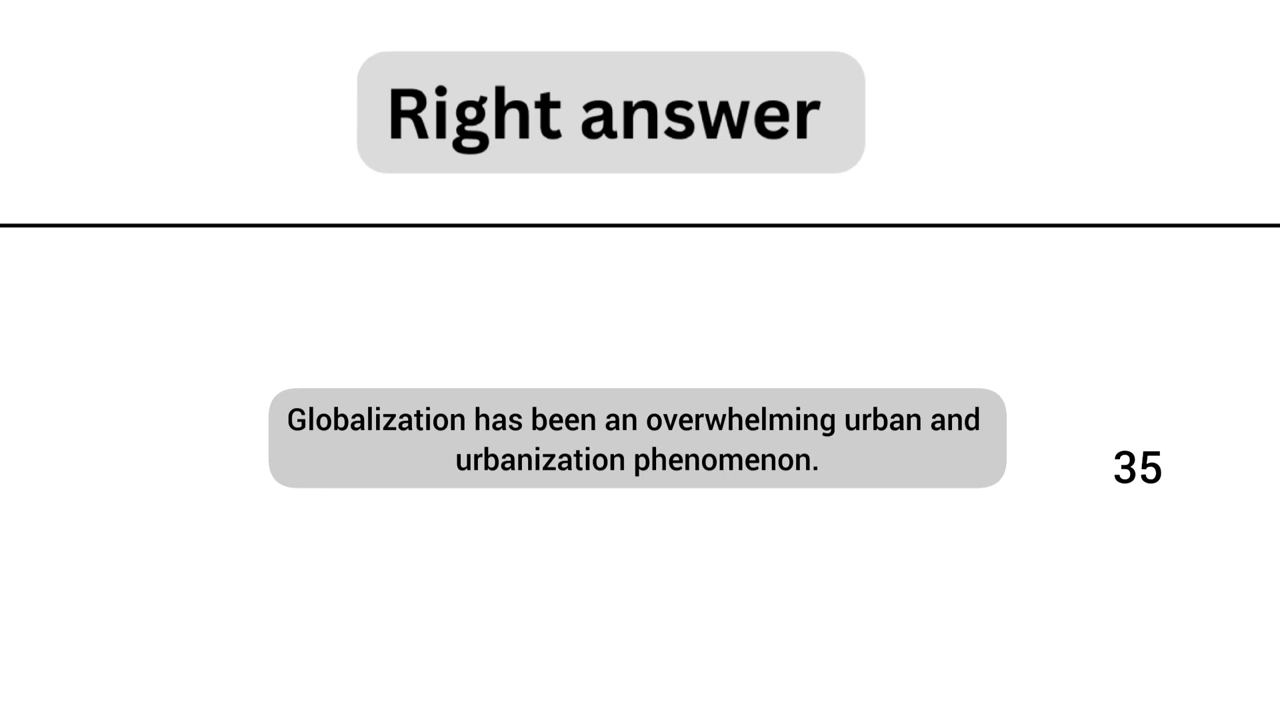 Right answer
Globalization has been an overwhelming urban and
urbanization phenomenon.
35